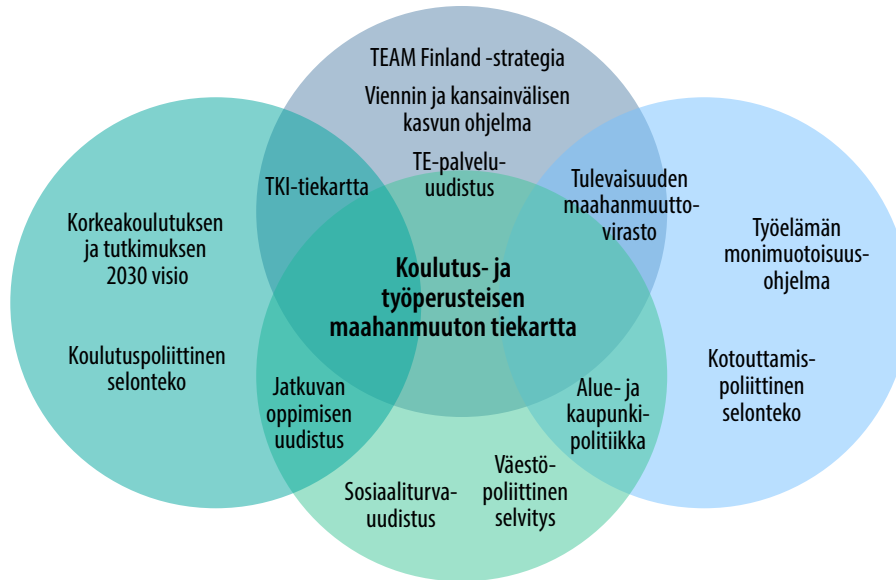 TEAM Finland -strategia
Viennin ja kansainvälisen
kasvun ohjelma
TE-palvelu-
uudistus
TKI-tiekartta
Tulevaisuuden
maahanmuutto-
virasto
Korkeakoulutuksen
ja tutkimuksen
2030 visio
Työelämän
monimuotoisuus-
ohjelma
Koulutus- ja
työperusteisen
maahanmuuton tiekartta
Koulutuspoliittinen
selonteko
Kotouttamis-
poliittinen
selonteko
Jatkuvan
oppimisen
uudistus
Alue- ja
kaupunki-
politiikka
Sosiaaliturva-
uudistus
Väestö-
poliittinen
selvitys